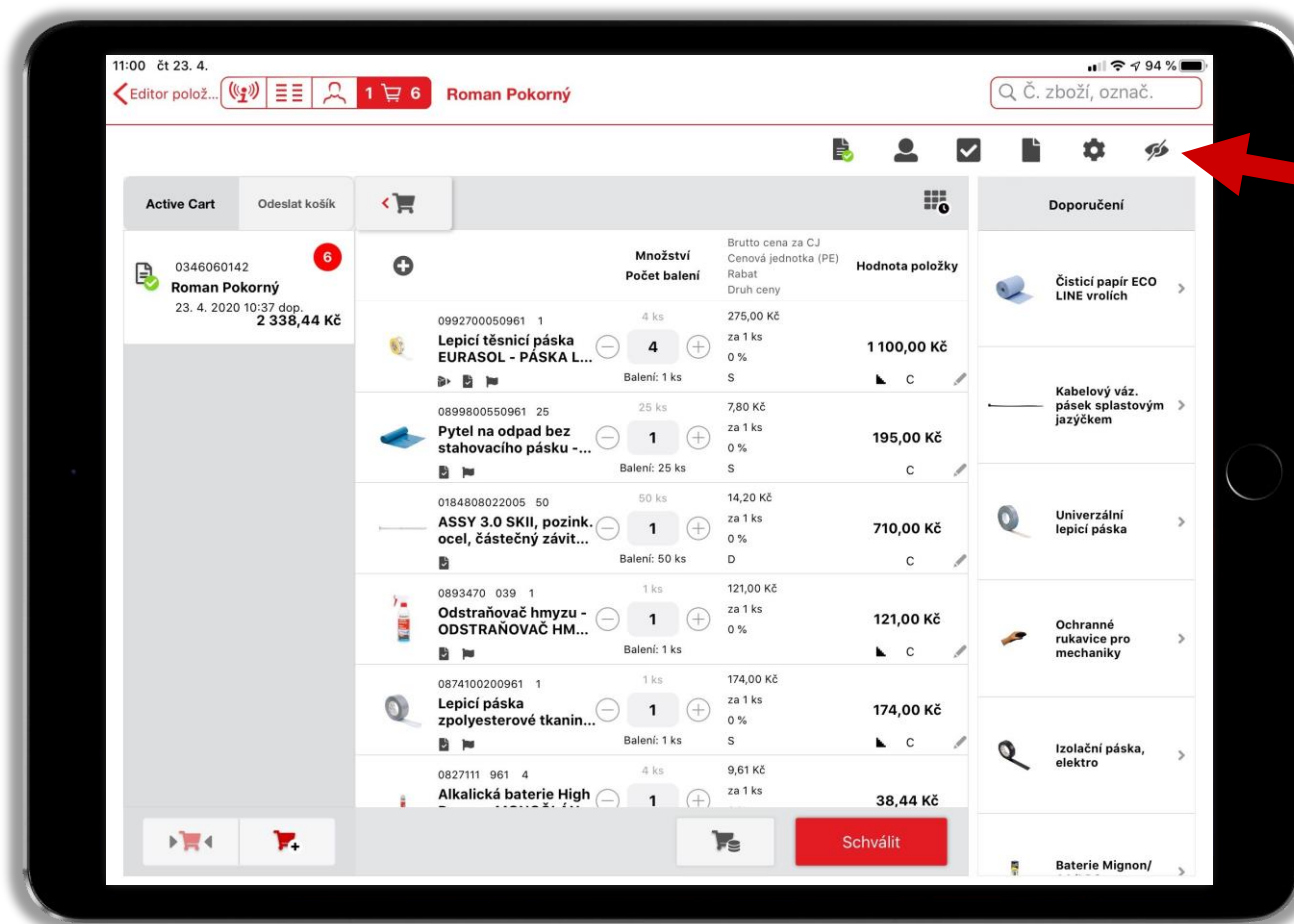 11:00 čt 23. 4.
94 %
Editor polož...
1 6
Roman Pokorný
Č. zboží, označ.
Active Cart
Odeslat košík
Doporučení
0346060142
6
Roman Pokorný
23. 4. 2020 10:37 dop.
2 338,44 Kč
Množství
Počet balení
Brutto cena za CJ
Cenová jednotka (PE)
Rabat
Druh ceny
Hodnota položky
0992700050961 1
Lepicí těsnicí páska
EURASOL - PÁSKA L...
4 ks
4
Balení: 1 ks
275,00 Kč
za 1 ks
0 %
S
1 100,00 Kč
C
0899800550961 25
Pytel na odpad bez
stahovacího pásku -...
25 ks
1
Balení: 25 ks
7,80 Kč
za 1 ks
0 %
S
195,00 Kč
C
0184808022005 50
ASSY 3.0 SKII, pozink.
ocel, částečný závit...
50 ks
1
Balení: 50 ks
14,20 Kč
za 1 ks
0 %
D
710,00 Kč
C
0893470 039 1
Odstraňovač hmyzu -
ODSTRAŇOVAČ HM...
1 ks
1
Balení: 1 ks
121,00 Kč
za 1 ks
0 %
121,00 Kč
C
0874100200961 1
Lepicí páska
zpolyesterové tkanin...
1 ks
1
Balení: 1 ks
174,00 Kč
za 1 ks
0 %
S
174,00 Kč
C
0827111 961 4
Alkalická baterie High
4 ks
1
9,61 Kč
za 1 ks
38,44 Kč
Čisticí papír ECO
LINE vrolích
Kabelový váz.
pásek splastovým
jazýčkem
Univerzální
lepicí páska
Ochranné
rukavice pro
mechaniky
Izolační páska,
elektro
Baterie Mignon/
Schválit